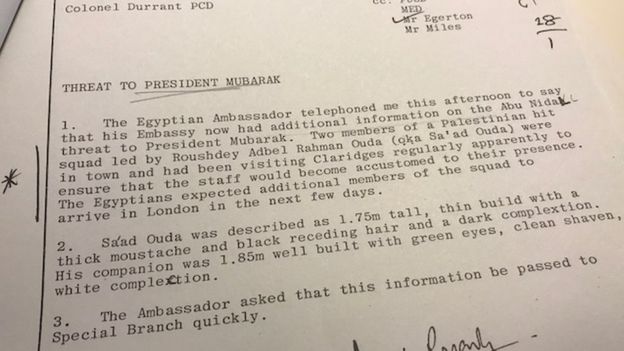 Colonel Durrant PCD
cc:
MED
Mr Egerton
Mr Miles
18
1
THREAT TO PRESIDENT MUBARAK
1. The Egyptian Ambassador telephoned me this afternoon to say
that his Embassy now had additional information on the Abu Nidal
threat to President Mubarak. Two members of a Palestinian hit
squad led by Roushdey Adbel Rahman Ouda (oka Sa'ad Ouda) were
in town and had been visiting Claridges regularly apparently to
ensure that the staff would become accustomed to their presence.
The Egyptians expected additional members of the squad to
arrive in London in the next few days.
2. Sa'ad Ouda was described as 1.75m tall, thin build with a
thick moustache and black receding hair and a dark complextion.
His companion was 1.85m well built with green eyes, clean shaven,
white complexction.
3. The Ambassador asked that this information be passed to
Special Branch quickly.